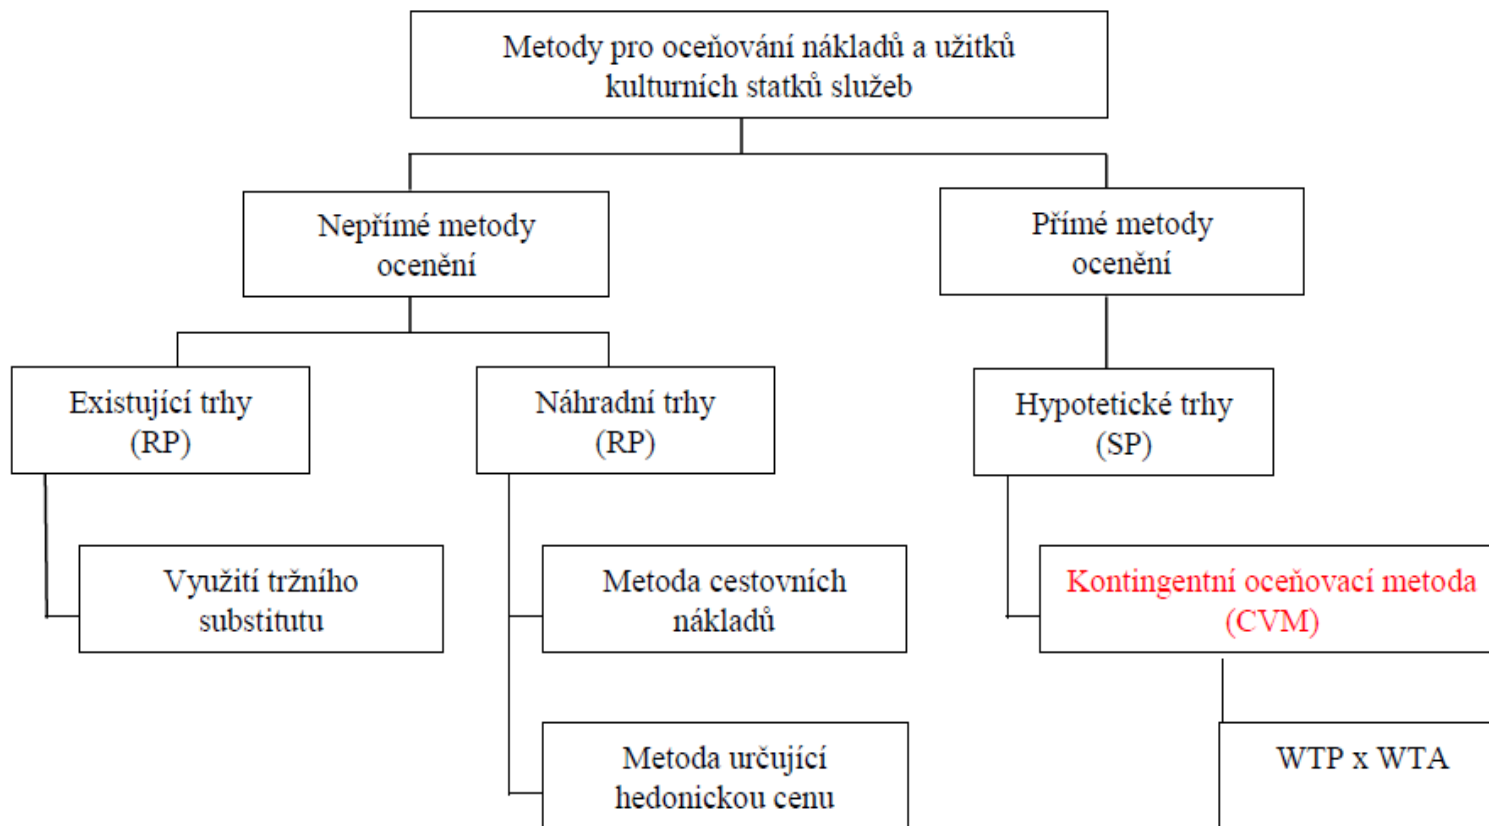 Metody pro oceňování nákladů a užitků
kulturních statků služeb
Nepřímé metody
ocenění
Přímé metody
ocenění
Existující trhy
(RP)
Náhradní trhy
(RP)
Hypotetické trhy
(SP)
Využití tržního
substitutu
Metoda cestovních
nákladů
Kontingentní oceňovací metoda
(CVM)
Metoda určující
hedonickou cenu
WTP x WTA